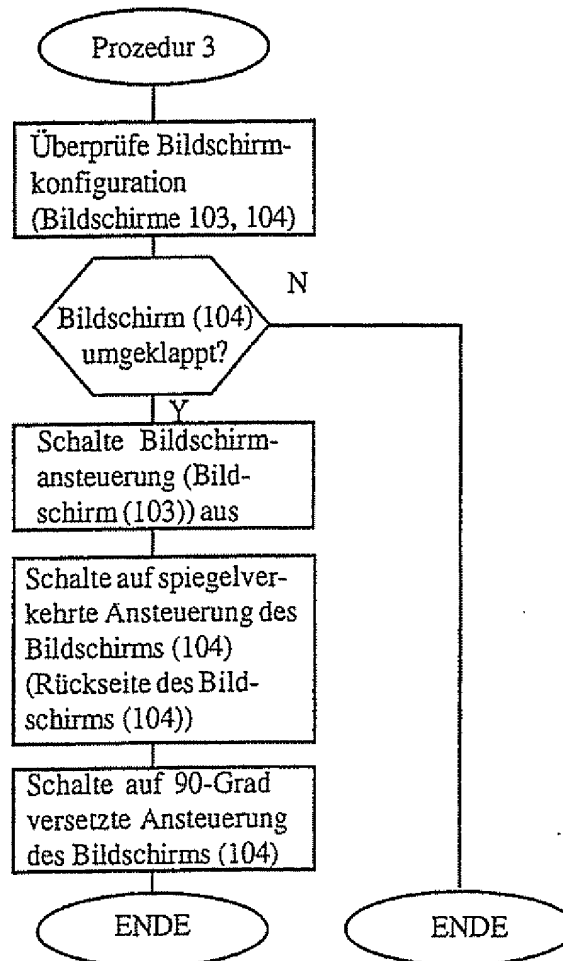 Prozedur 3
Überprüfe Bildschirm-
konfiguration
(Bildschirme 103, 104)
N
Bildschirm (104)
umgeklappt?
Y
Schalte Bildschirm-
ansteuerung (Bild-
schirm (103)) aus
Schalte auf spiegelver-
kehrte Ansteuerung des
Bildschirms (104)
(Rückseite des Bild-
schirms (104))
Schalte auf 90-Grad
versetzte Ansteuerung
des Bildschirms (104)
ENDE
ENDE